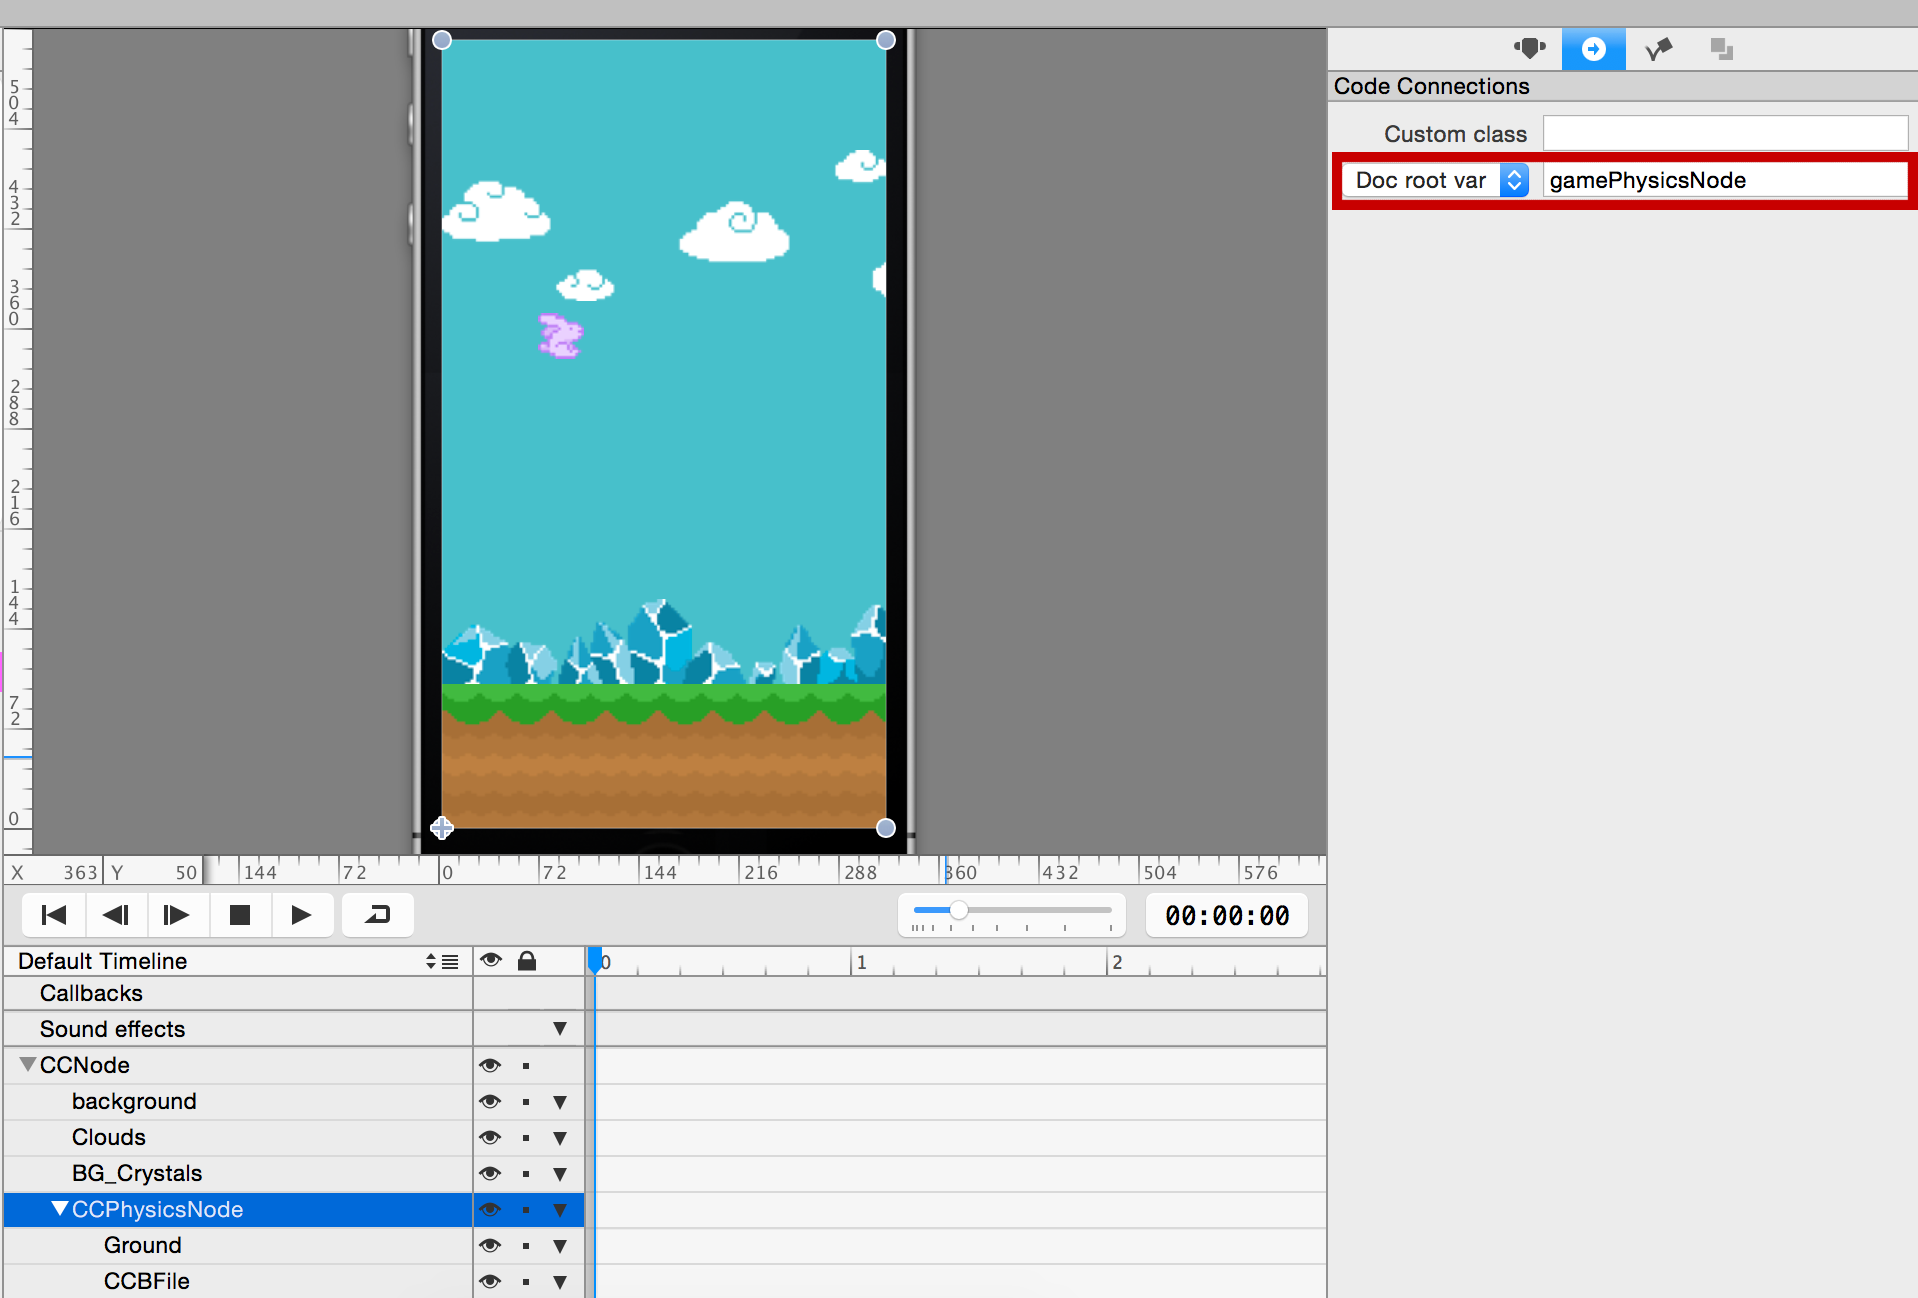 Code Connections
Custom class
Doc root var gamePhysicsNode
504
432
360
288
216
144
72
0
X 363 Y 50 144 72 0 72 144 216 288 360 432 504 576
00:00:00
Default Timeline 0 1 2
Callbacks
Sound effects
CCNode
background
Clouds
BG_Crystals
CCPhysicsNode
Ground
CCBFile